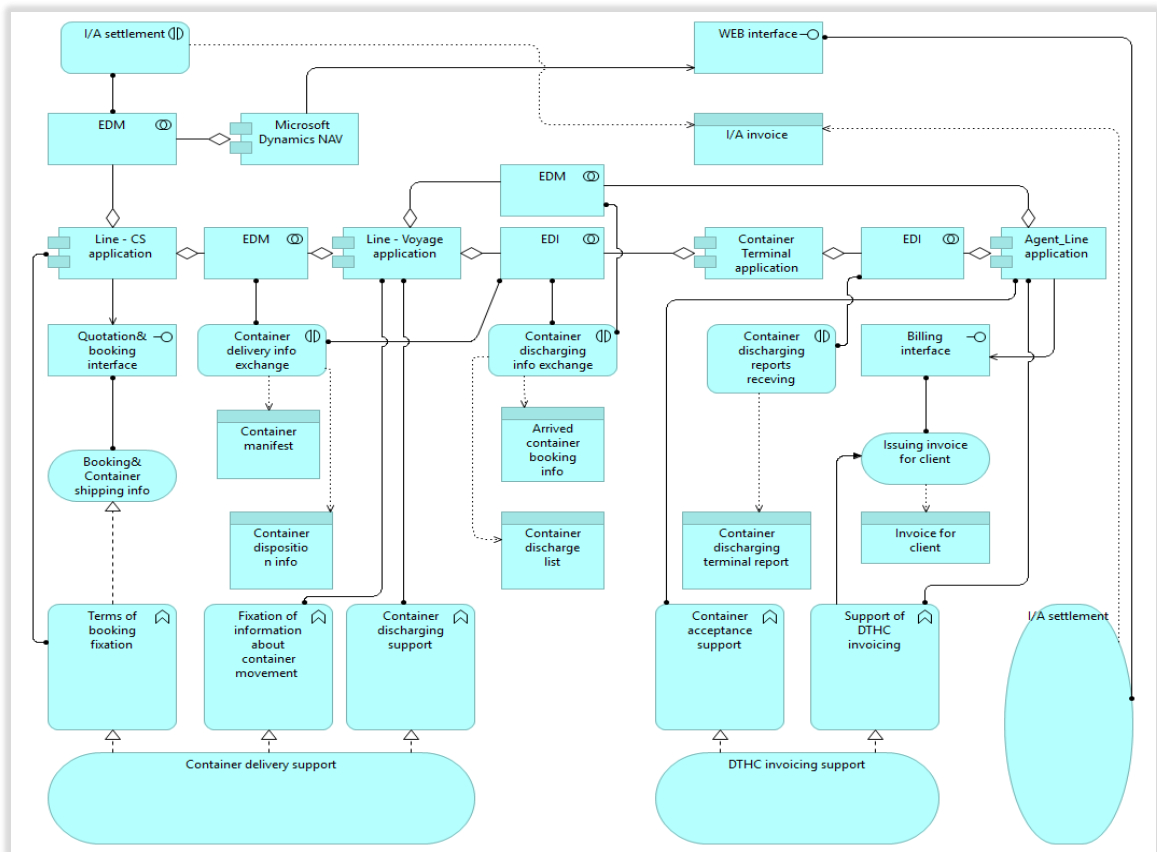 I/A settlement
WEB interface
EDM
Microsoft
Dynamics NAV
I/A invoice
EDM
Line - CS
application
EDM
Line - Voyage
application
EDI
Container
Terminal
application
EDI
Agent_Line
application
Quotation&
booking
interface
Container
delivery info
exchange
Container
discharging
info exchange
Container
discharging
reports
receving
Billing
interface
Container
manifest
Arrived
container
booking
info
Issuing invoice
for client
Booking&
Container
shipping info
Container
dispositio
n info
Container
discharge
list
Container
discharging
terminal report
Invoice for
client
Terms of
booking
fixation
Fixation of
information
about
container
movement
Container
discharging
support
Container
acceptance
support
Support of
DTHC
invoicing
I/A settlement
Container delivery support
DTHC invoicing support